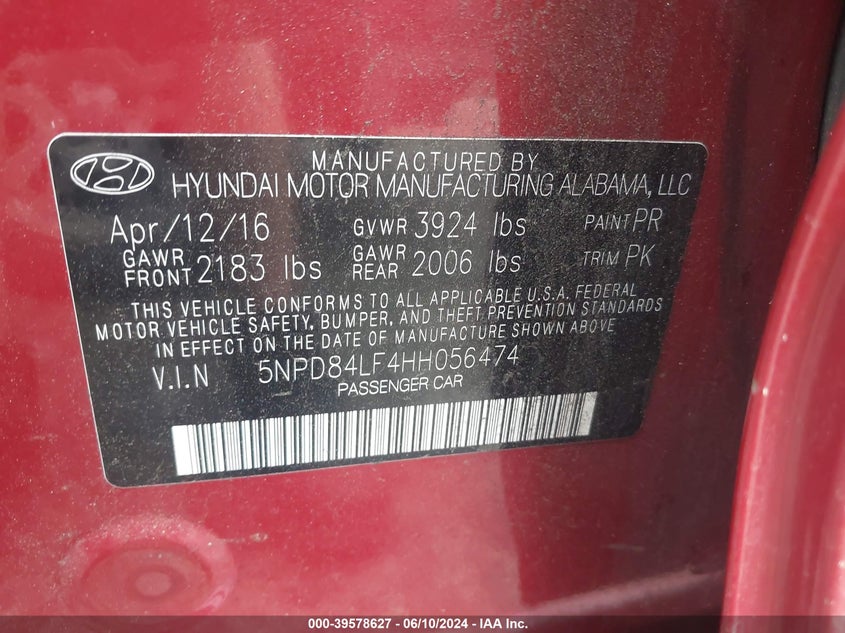 MANUFACTURED BY
HYUNDAI MOTOR MANUFACTURING ALABAMA, LLC
Apr/12/16 GVWR 3924 lbs PAINT PR
GAWR FRONT 2183 lbs GAWR REAR 2006 lbs TRIM PK
THIS VEHICLE CONFORMS TO ALL APPLICABLE U.S.A. FEDERAL
MOTOR VEHICLE SAFETY, BUMPER, AND THEFT PREVENTION STANDARDS
IN EFFECT ON THE DATE OF MANUFACTURE SHOWN ABOVE
V.I.N 5NPD84LF4HH056474
PASSENGER CAR
000-39578627 - 06/10/2024 - IAA Inc.